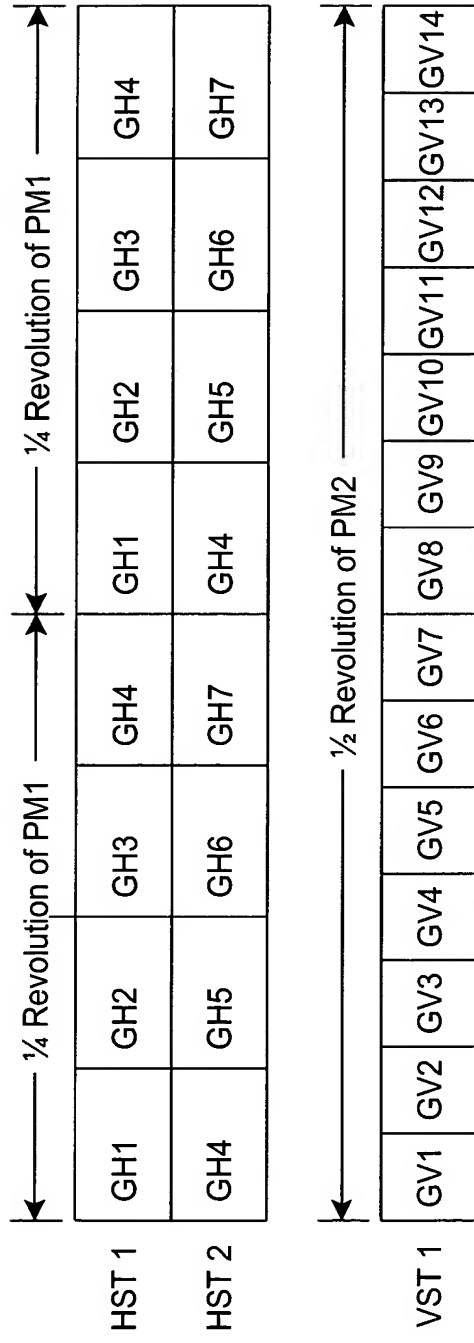 ¼ Revolution of PM1 ¼ Revolution of PM1
HST 1 GH1 GH2 GH3 GH4 GH1 GH2 GH3 GH4
HST 2 GH4 GH5 GH6 GH7 GH4 GH5 GH6 GH7
½ Revolution of PM2
VST 1 GV1 GV2 GV3 GV4 GV5 GV6 GV7 GV8 GV9 GV10 GV11 GV12 GV13 GV14